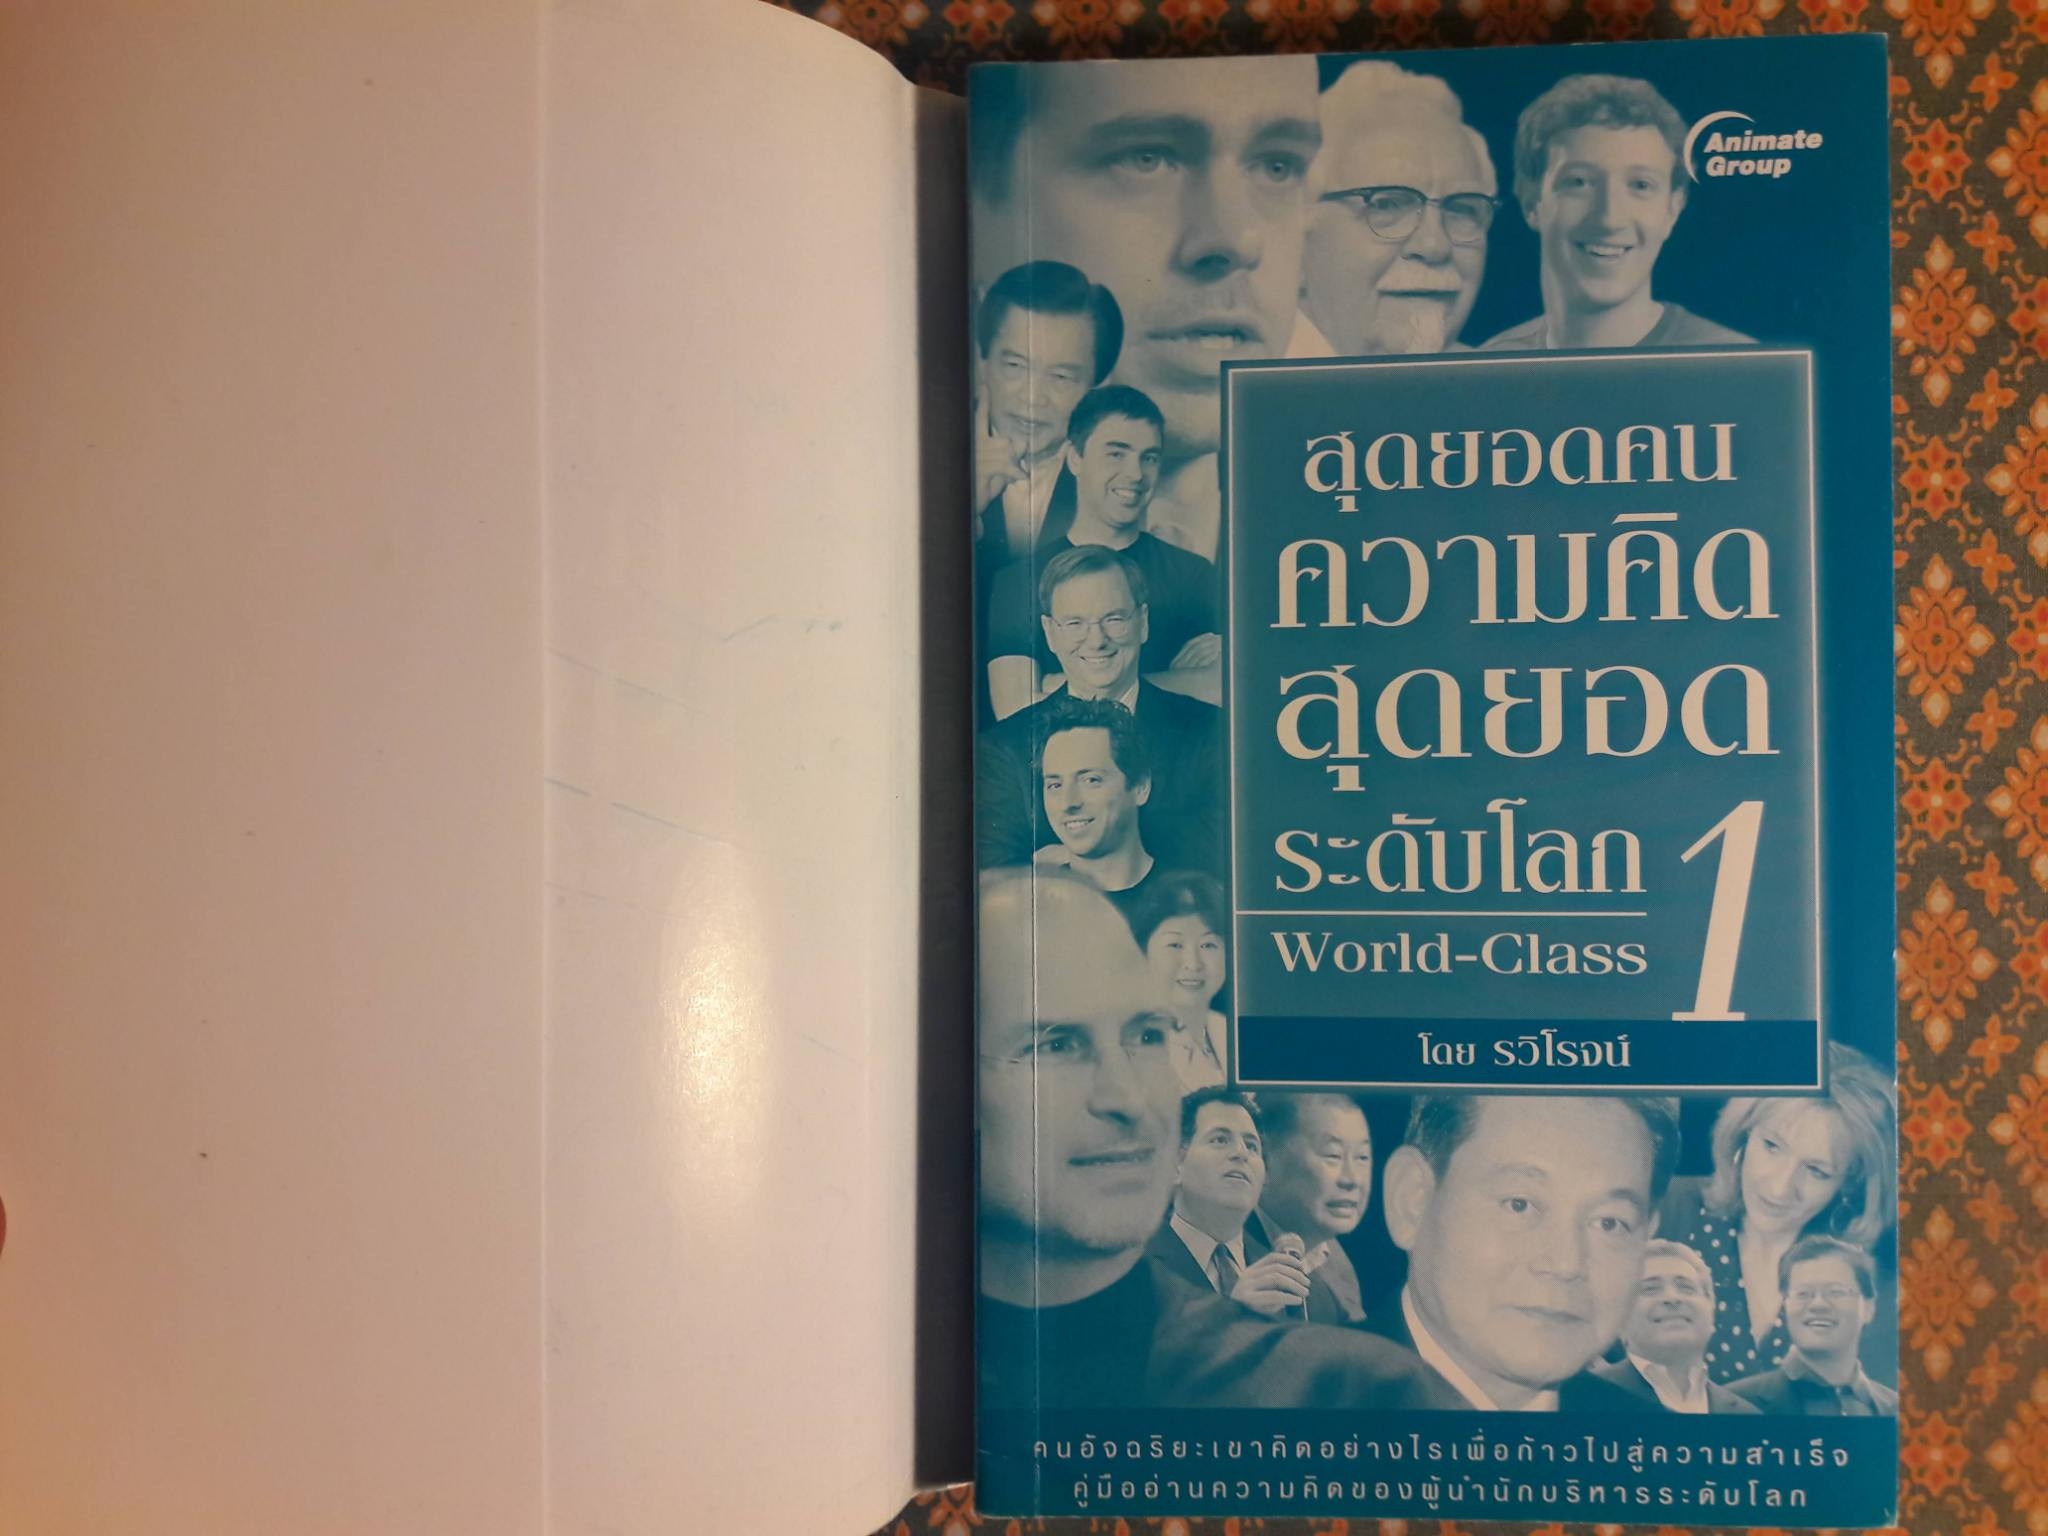 Animate
Group
สุดยอดคน
ความคิด
สุดยอด
ระดับโลก 1
World-Class
โดย รวิโรจน์
คนอัจฉริยะเขาคิดอย่างไรเพื่อก้าวไปสู่ความสำเร็จ
คู่มืออ่านความคิดของผู้นำนักบริหารระดับโลก